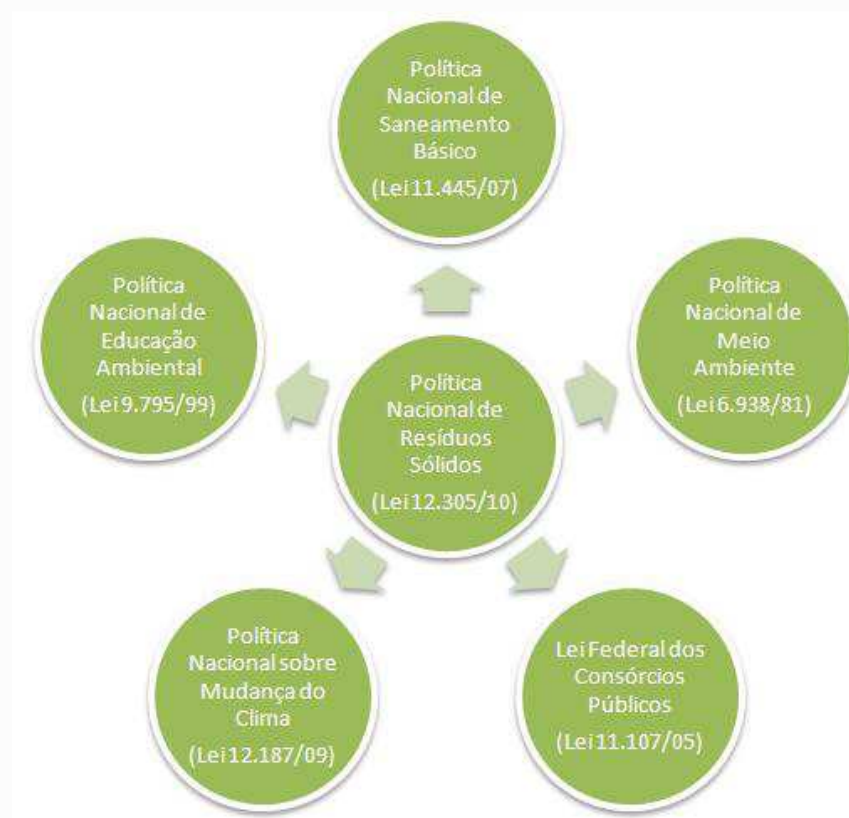 Política
Nacional de
Saneamento
Básico
(Lei 11.445/07)
Política
Nacional de
Educação
Ambiental
(Lei 9.795/99)
Política
Nacional de
Meio
Ambiente
(Lei 6.938/81)
Política
Nacional de
Resíduos
Sólidos
(Lei 12.305/10)
Política
Nacional sobre
Mudança do
Clima
(Lei 12.187/09)
Lei Federal dos
Consórcios
Públicos
(Lei 11.107/05)